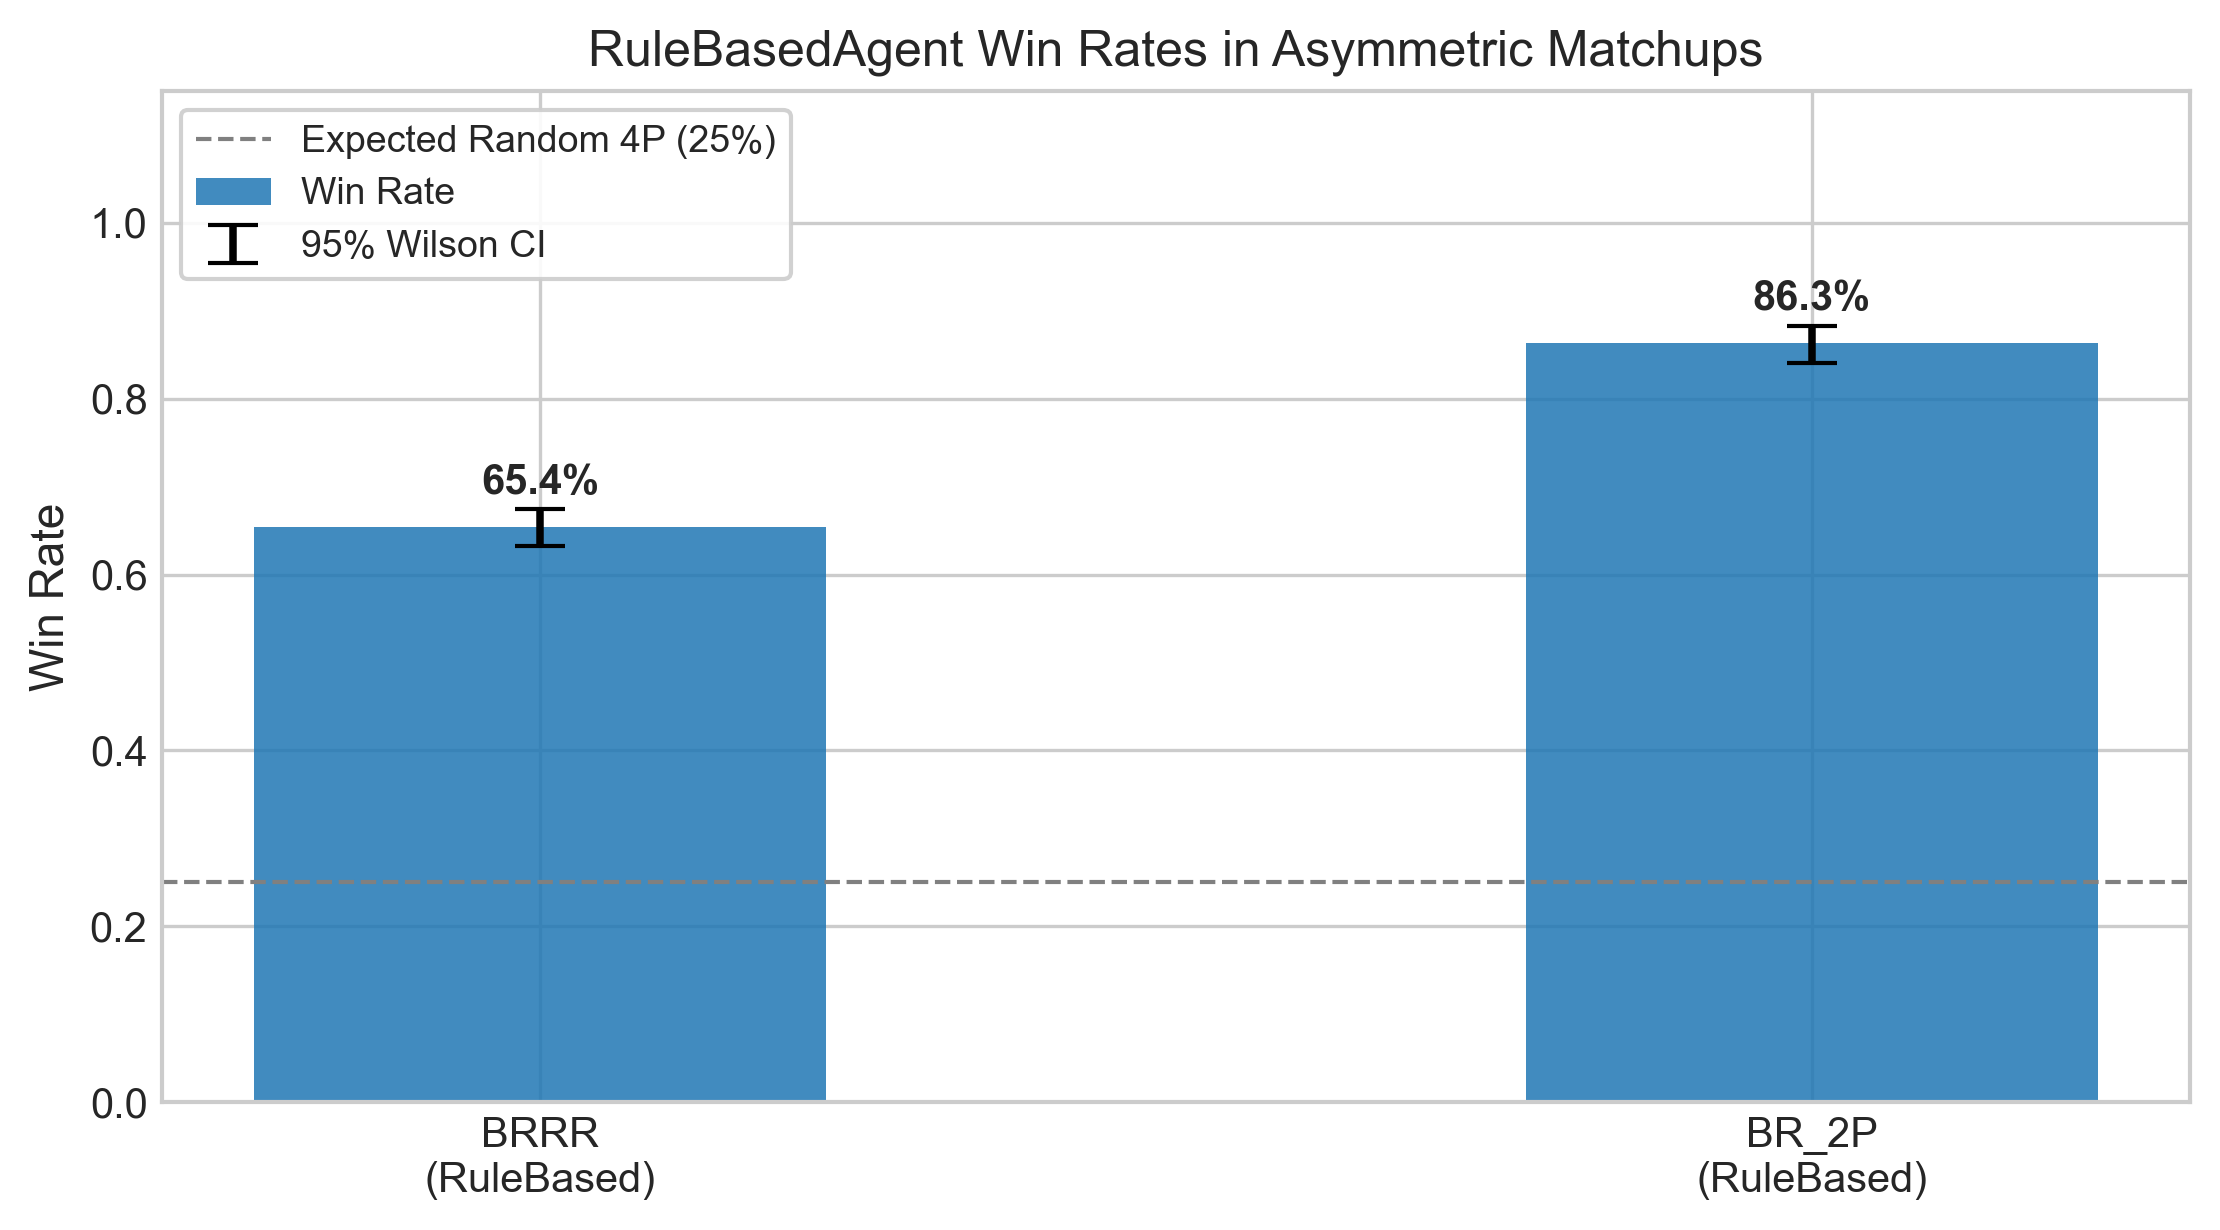 RuleBasedAgent Win Rates in Asymmetric Matchups
Expected Random 4P (25%)
Win Rate
95% Wilson CI
1.0
0.8
0.6
0.4
0.2
0.0
Win Rate
65.4%
86.3%
BRRR
(RuleBased)
BR_2P
(RuleBased)